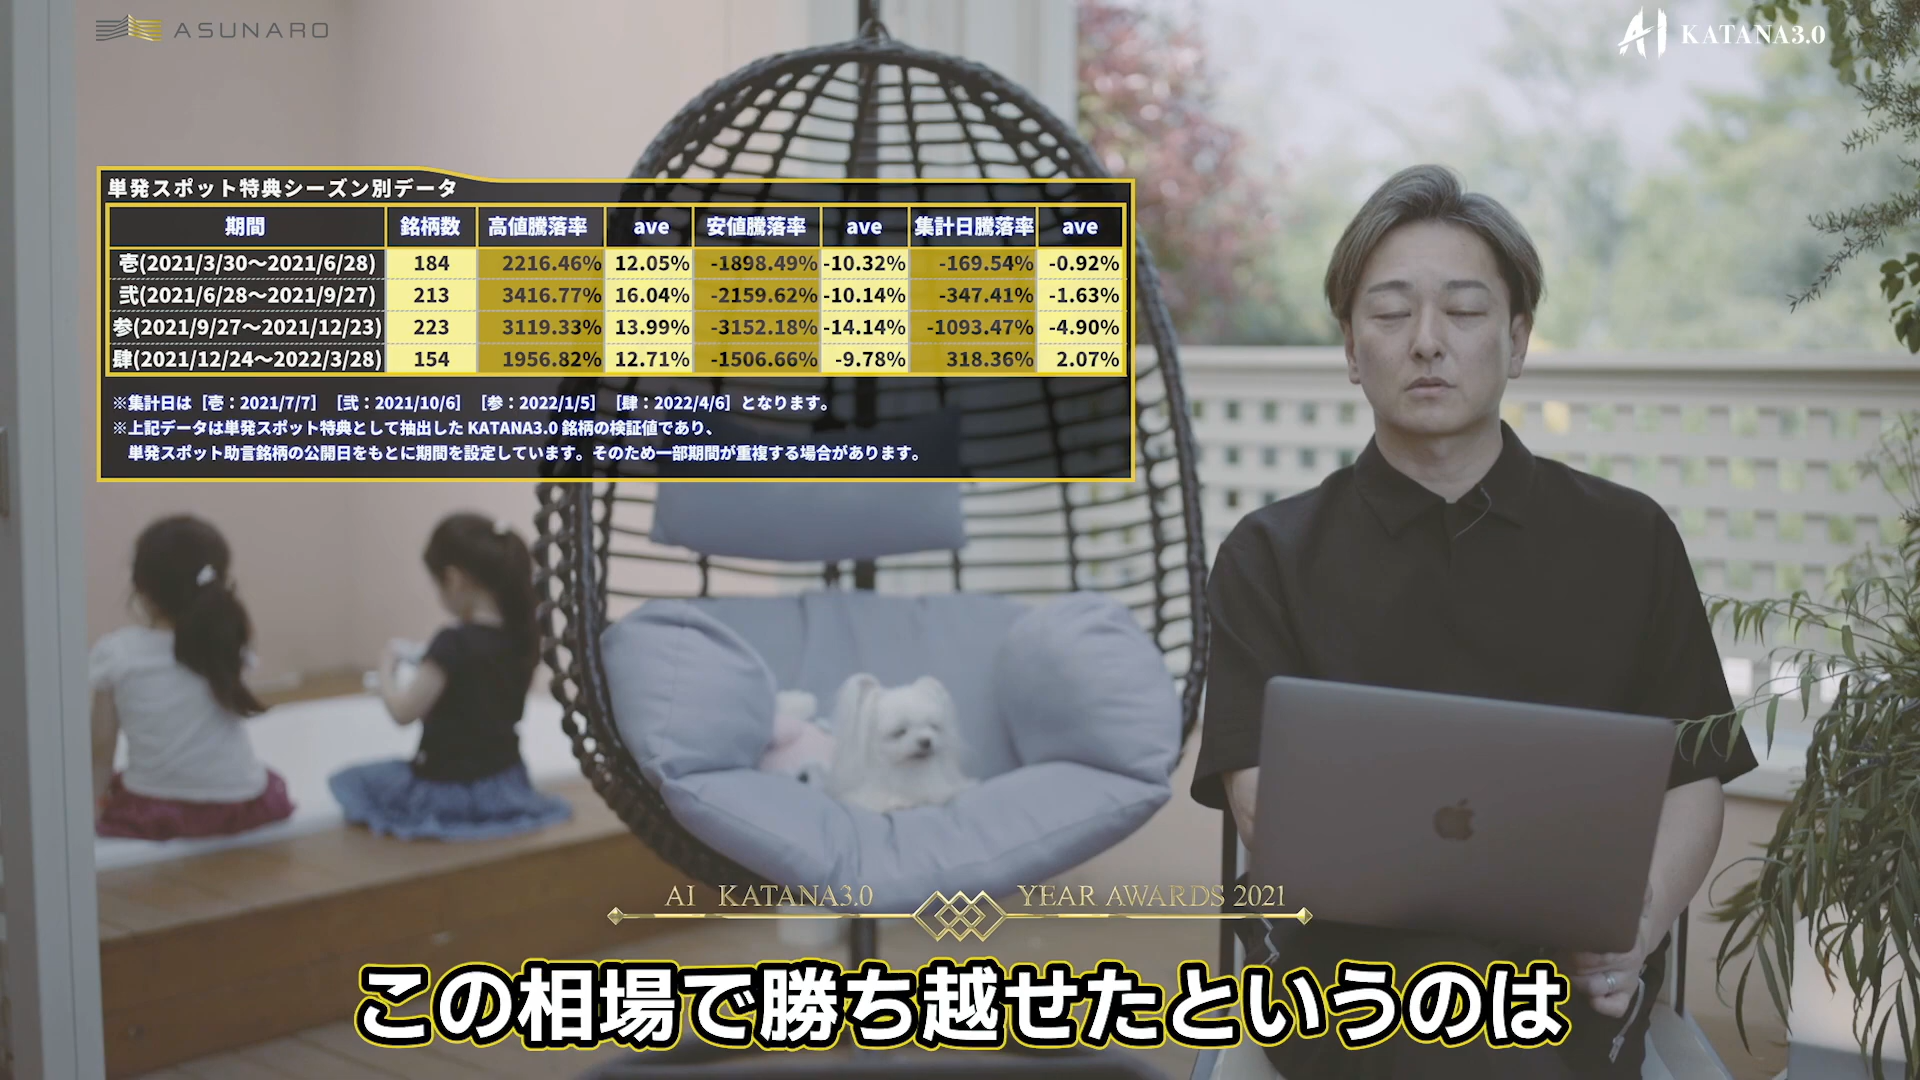 ASUNARO
AI KATANA3.0
単発スポット特典シーズン別データ
期間 銘柄数 高値騰落率 ave 安値騰落率 ave 集計日騰落率 ave
壱(2021/3/30～2021/6/28) 184 2216.46% 12.05% -1898.49% -10.32% -169.54% -0.92%
弐(2021/6/28～2021/9/27) 213 3416.77% 16.04% -2159.62% -10.14% -347.41% -1.63%
参(2021/9/27～2021/12/23) 223 3119.33% 13.99% -3152.18% -14.14% -1093.47% -4.90%
肆(2021/12/24～2022/3/28) 154 1956.82% 12.71% -1506.66% -9.78% 318.36% 2.07%
※集計日は［壱：2021/7/7］［弐：2021/10/6］［参：2022/1/5］［肆：2022/4/6］となります。
※上記データは単発スポット特典として抽出した KATANA3.0 銘柄の検証値であり、
単発スポット助言銘柄の公開日をもとに期間を設定しています。そのため一部期間が重複する場合があります。
AI KATANA3.0 YEAR AWARDS 2021
この相場で勝ち越せたというのは